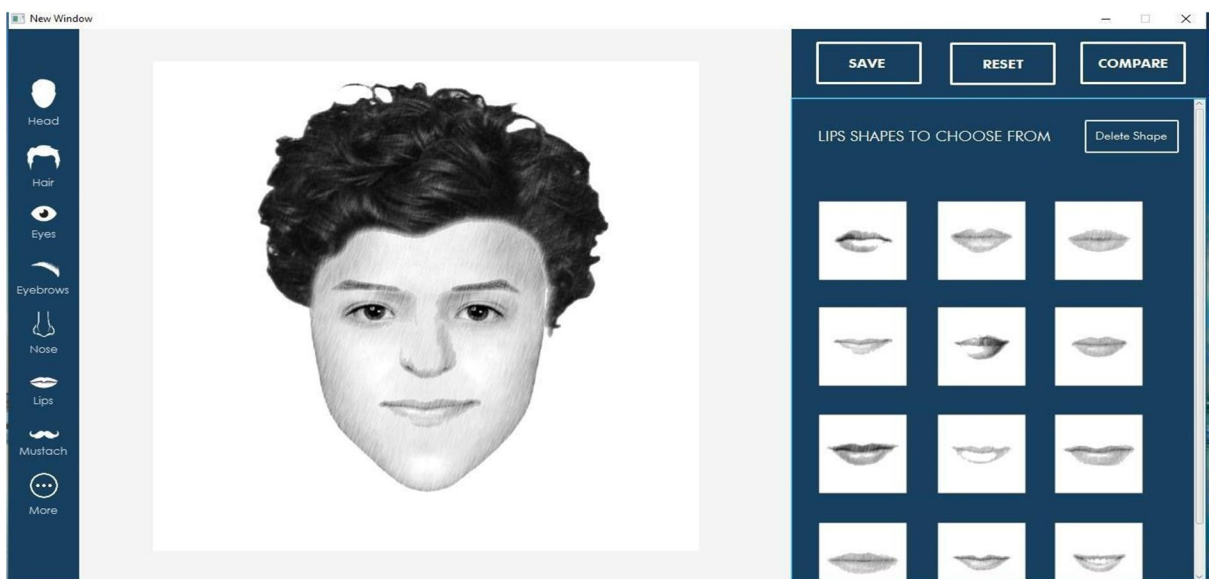 New Window
Head
Hair
Eyes
Eyebrows
Nose
Lips
Mustach
More
SAVE
RESET
COMPARE
LIPS SHAPES TO CHOOSE FROM
Delete Shape